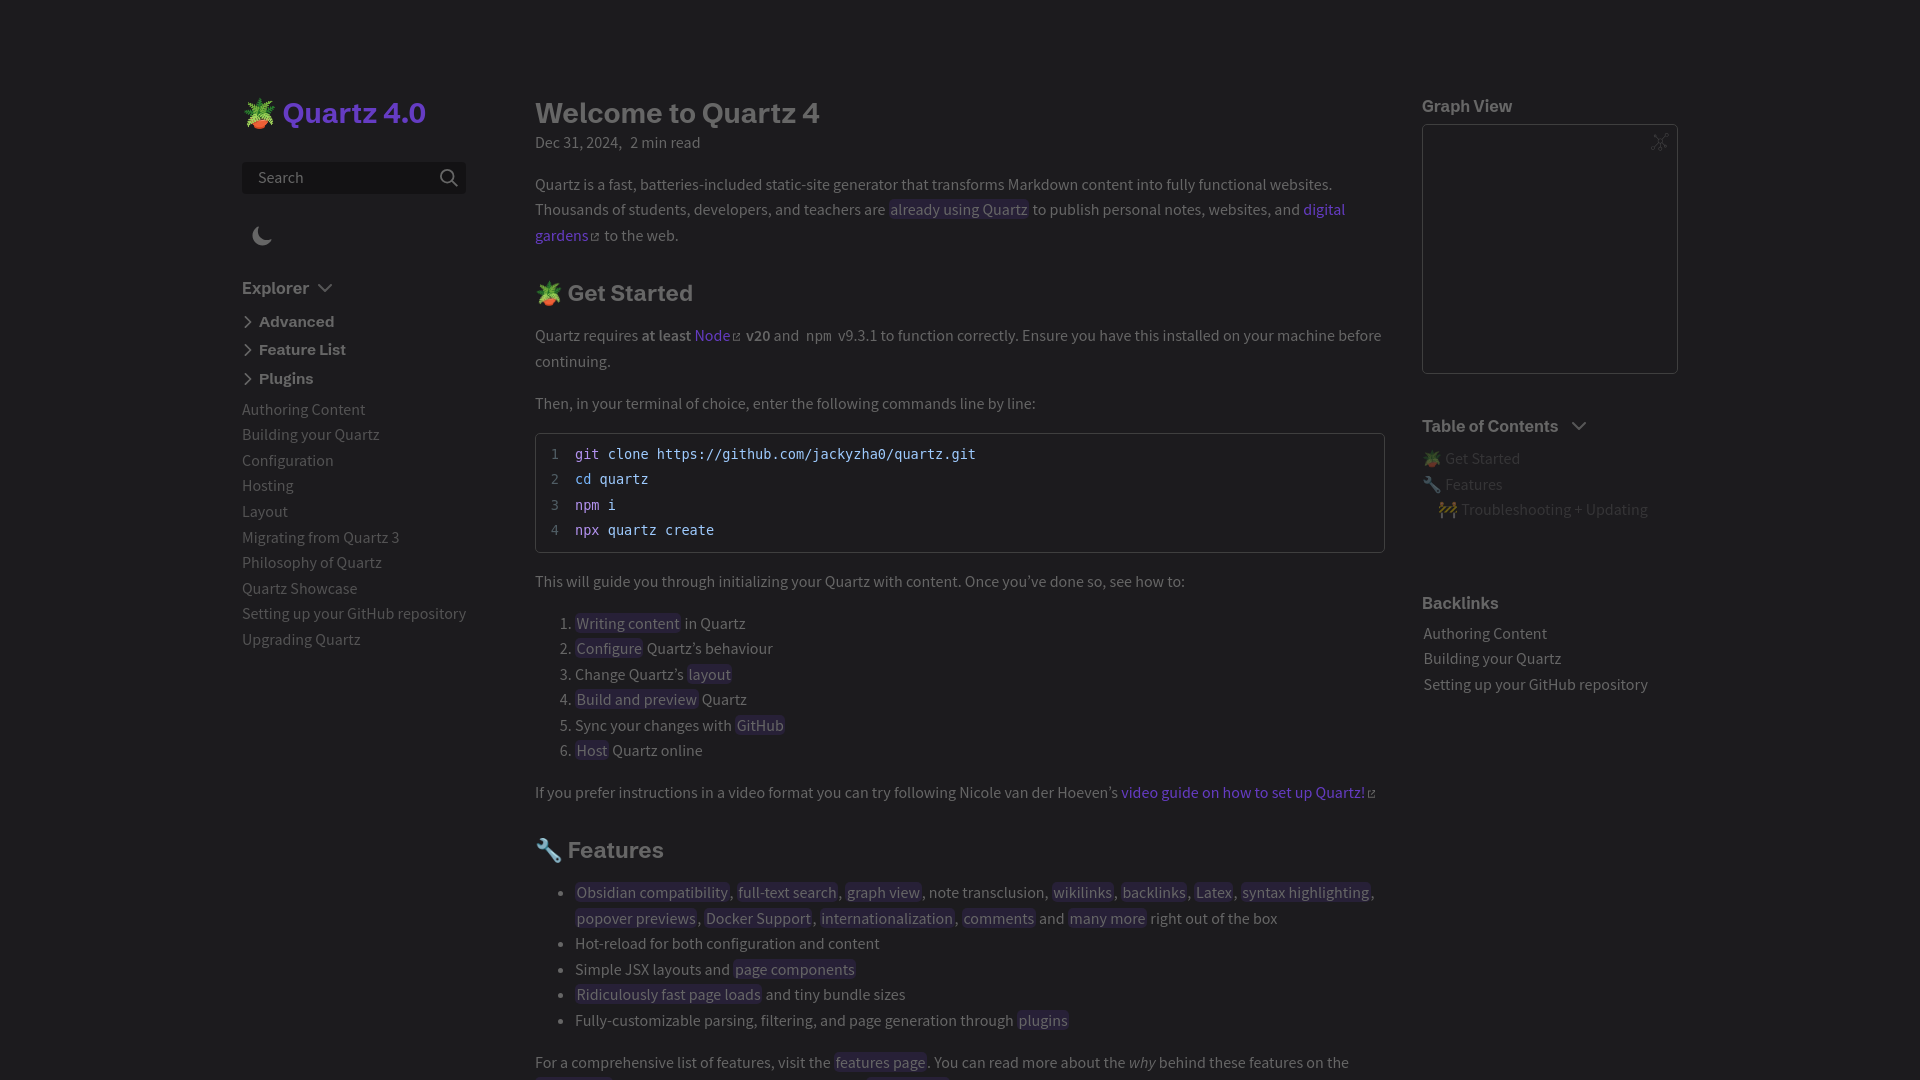 🪴 Quartz 4.0
Search
Explorer
Advanced
Feature List
Plugins
Authoring Content
Building your Quartz
Configuration
Hosting
Layout
Migrating from Quartz 3
Philosophy of Quartz
Quartz Showcase
Setting up your GitHub repository
Upgrading Quartz
Welcome to Quartz 4
Dec 31, 2024, 2 min read
Quartz is a fast, batteries-included static-site generator that transforms Markdown content into fully functional websites.
Thousands of students, developers, and teachers are already using Quartz to publish personal notes, websites, and digital
gardens to the web.
🪴 Get Started
Quartz requires at least Node v20 and npm v9.3.1 to function correctly. Ensure you have this installed on your machine before
continuing.
Then, in your terminal of choice, enter the following commands line by line:
1 git clone https://github.com/jackyzha0/quartz.git
2 cd quartz
3 npm i
4 npx quartz create
This will guide you through initializing your Quartz with content. Once you’ve done so, see how to:
1. Writing content in Quartz
2. Configure Quartz’s behaviour
3. Change Quartz’s layout
4. Build and preview Quartz
5. Sync your changes with GitHub
6. Host Quartz online
If you prefer instructions in a video format you can try following Nicole van der Hoeven’s video guide on how to set up Quartz!
🔧 Features
• Obsidian compatibility, full-text search, graph view, note transclusion, wikilinks, backlinks, Latex, syntax highlighting,
popover previews, Docker Support, internationalization, comments and many more right out of the box
• Hot-reload for both configuration and content
• Simple JSX layouts and page components
• Ridiculously fast page loads and tiny bundle sizes
• Fully-customizable parsing, filtering, and page generation through plugins
For a comprehensive list of features, visit the features page. You can read more about the why behind these features on the
Graph View
Table of Contents
🪴 Get Started
🔧 Features
🚧 Troubleshooting + Updating
Backlinks
Authoring Content
Building your Quartz
Setting up your GitHub repository